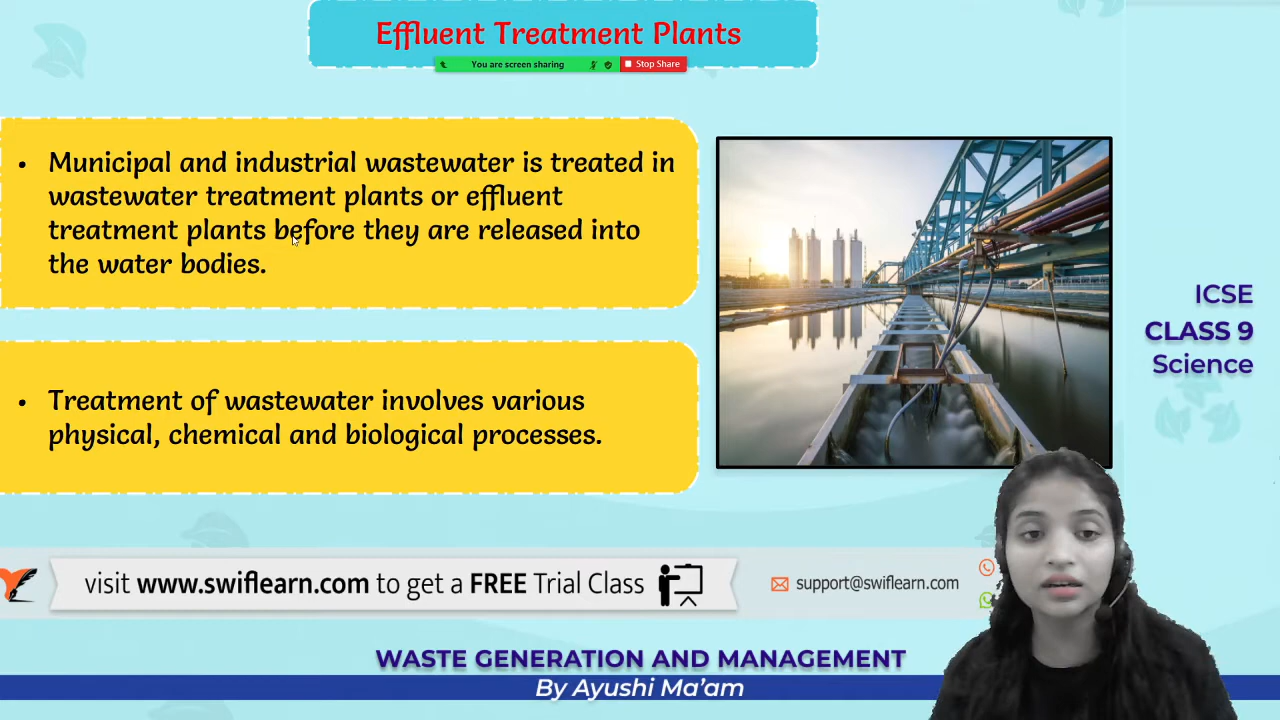 Effluent Treatment Plants
You are screen sharing
Stop Share
• Municipal and industrial wastewater is treated in
wastewater treatment plants or effluent
treatment plants before they are released into
the water bodies.
• Treatment of wastewater involves various
physical, chemical and biological processes.
ICSE
CLASS 9
Science
visit www.swiflearn.com to get a FREE Trial Class
support@swiflearn.com
WASTE GENERATION AND MANAGEMENT
By Ayushi Ma'am